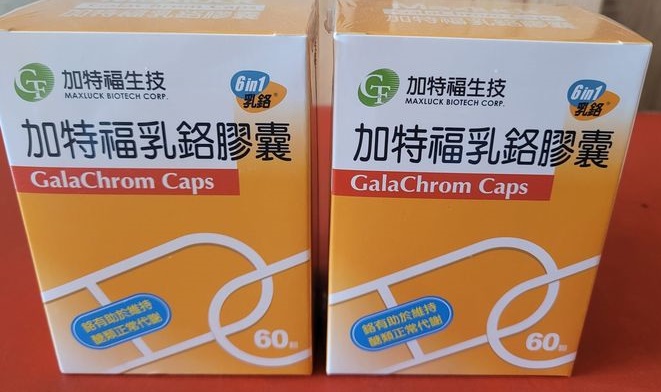 加特福生技
MAXLUCK BIOTECH CORP.
6in1
乳鉻
加特福乳鉻膠囊
GalaChrom Caps
鉻有助於維持
醣類正常代謝
60顆
加特福生技
MAXLUCK BIOTECH CORP.
6in1
乳鉻
加特福乳鉻膠囊
GalaChrom Caps
鉻有助於維持
醣類正常代謝
60顆